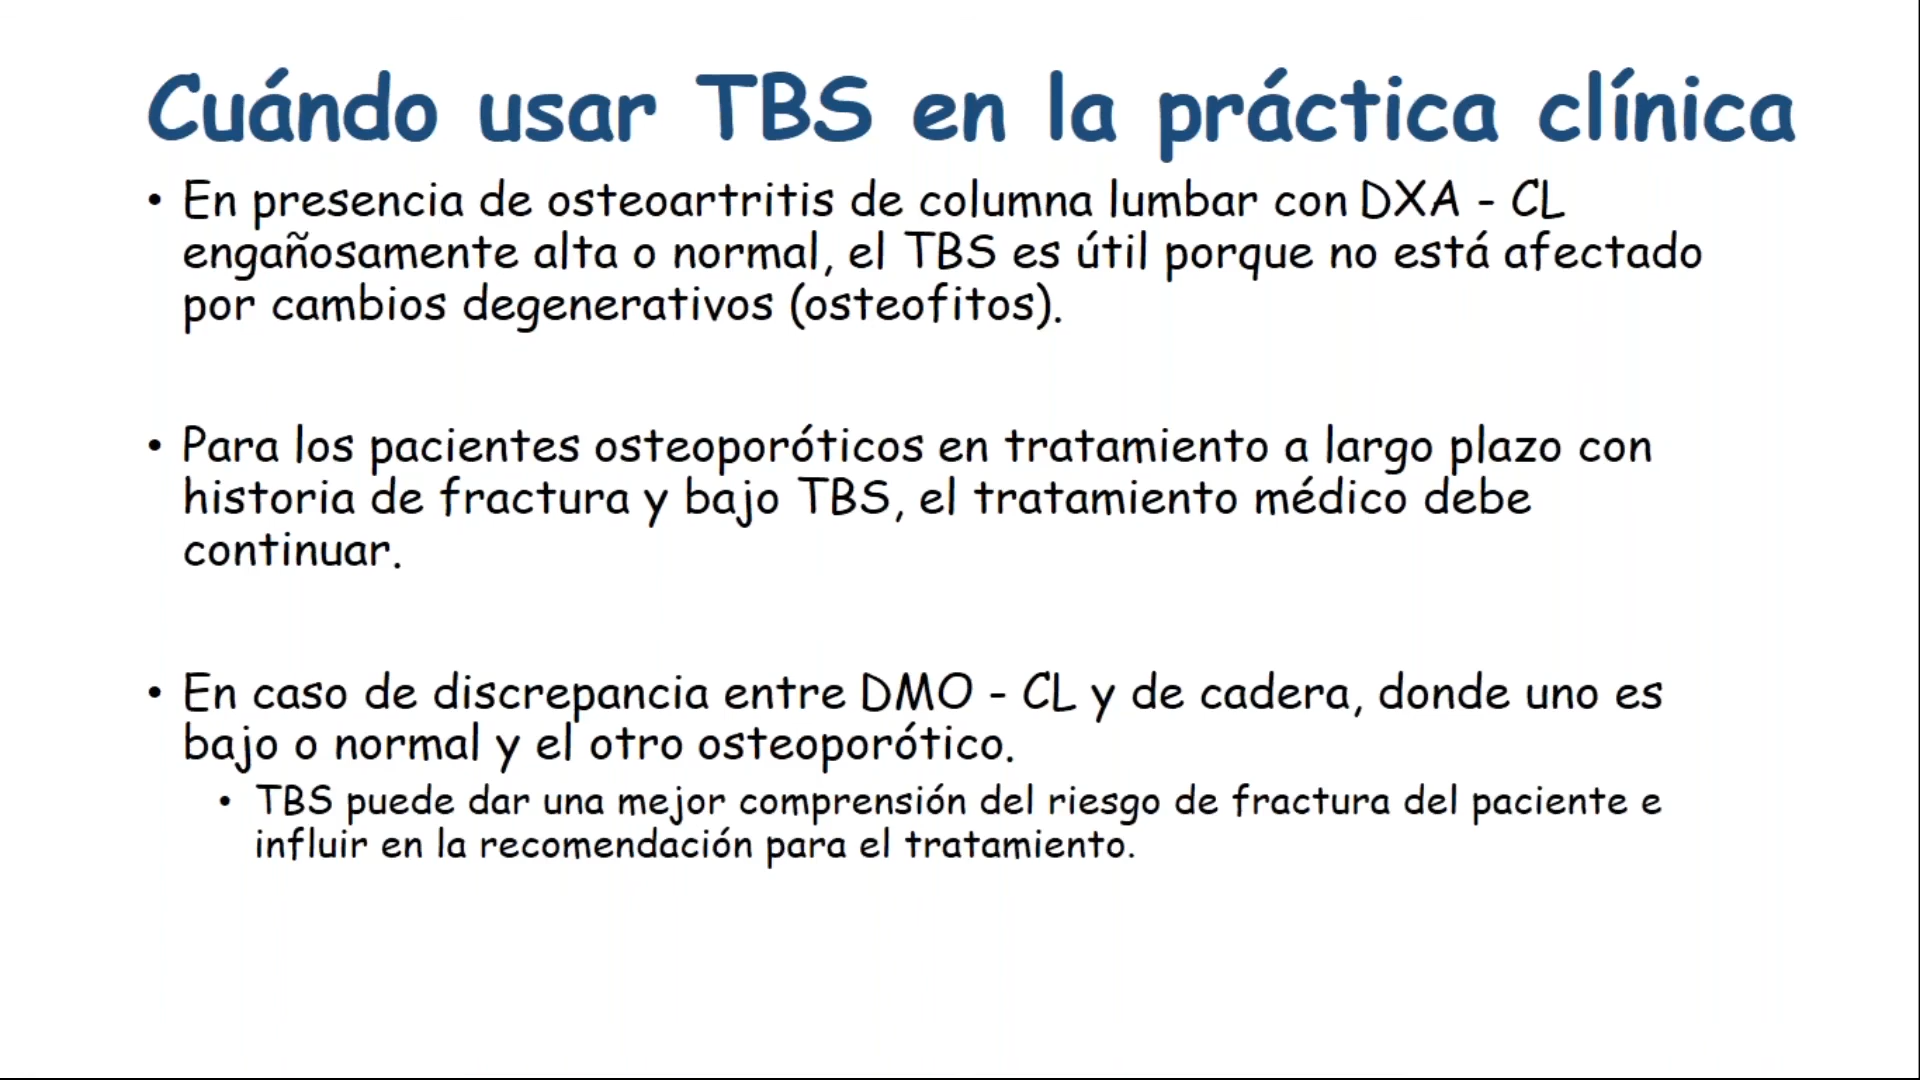 Cuándo usar TBS en la práctica clínica
• En presencia de osteoartritis de columna lumbar con DXA - CL
engañosamente alta o normal, el TBS es útil porque no está afectado
por cambios degenerativos (osteofitos).
• Para los pacientes osteoporóticos en tratamiento a largo plazo con
historia de fractura y bajo TBS, el tratamiento médico debe
continuar.
• En caso de discrepancia entre DMO - CL y de cadera, donde uno es
bajo o normal y el otro osteoporótico.
• TBS puede dar una mejor comprensión del riesgo de fractura del paciente e
influir en la recomendación para el tratamiento.